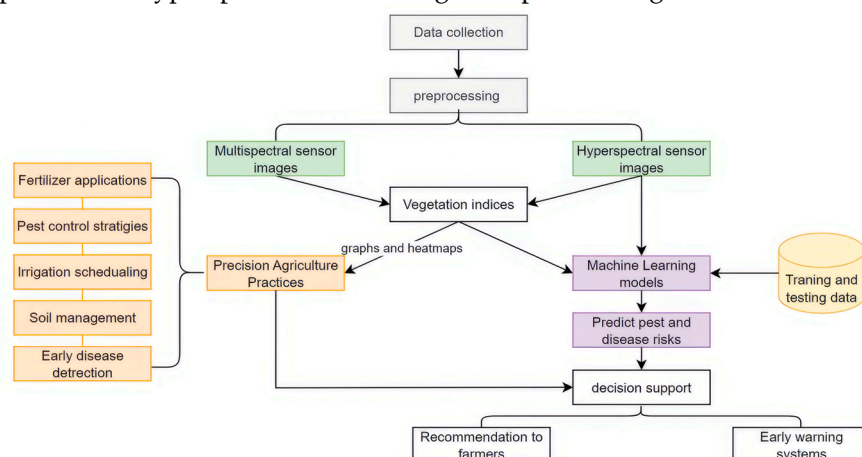 Data collection
preprocessing
Multispectral sensor
images
Hyperspectral sensor
images
Fertilizer applications
Vegetation indices
Pest control stratigies
graphs and heatmaps
Irrigation schedualing
Precision Agriculture
Practices
Machine Learning
models
Traning and
testing data
Soil management
Predict pest and
disease risks
Early disease
detrection
decision support
Recommendation to
farmers
Early warning
systems